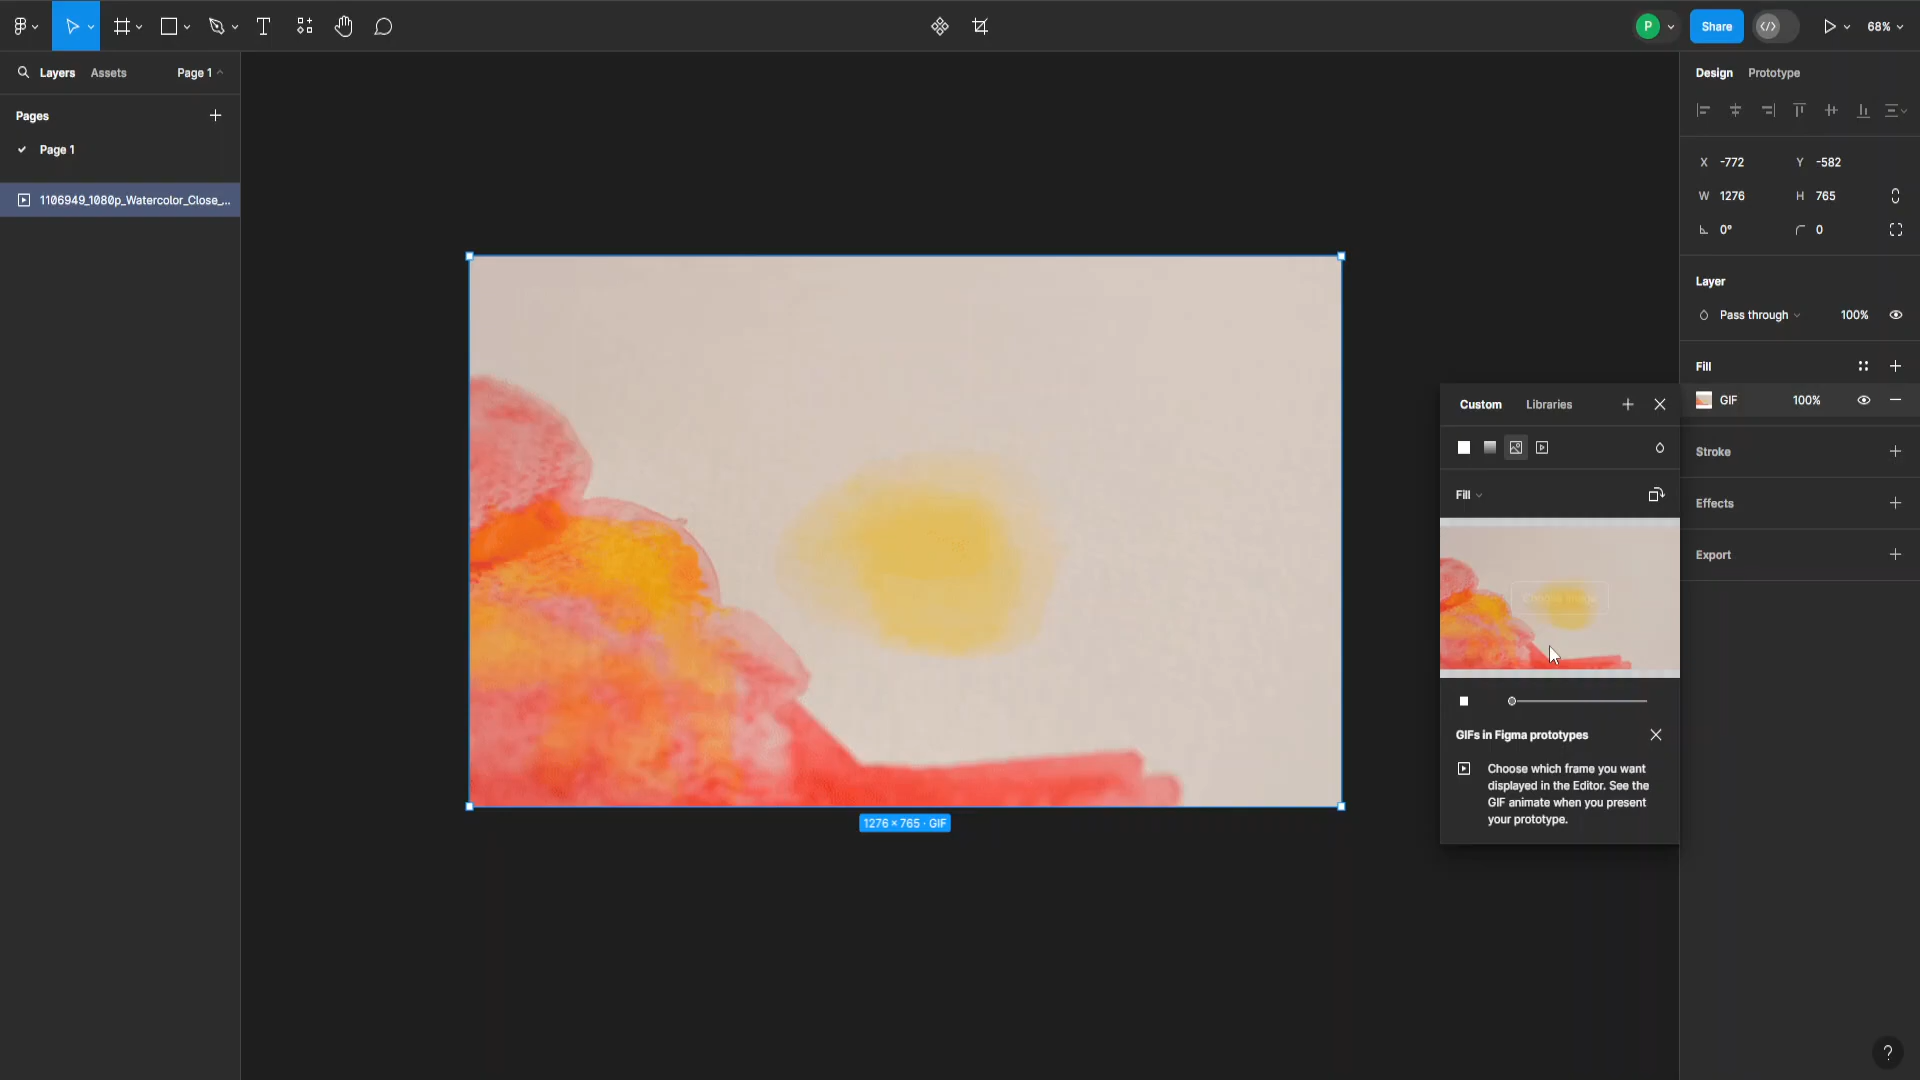 Share
68%
Layers
Assets
Page 1
Design
Prototype
Pages
Page 1
1106949_1080p_Watercolor_Close_...
X -772
Y -582
W 1276
H 765
0°
0
Layer
Pass through
100%
Fill
GIF
100%
Stroke
Effects
Export
Custom
Libraries
Fill
GIFs in Figma prototypes
Choose which frame you want
displayed in the Editor. See the
GIF animate when you present
your prototype.
1276 × 765 · GIF
P
?